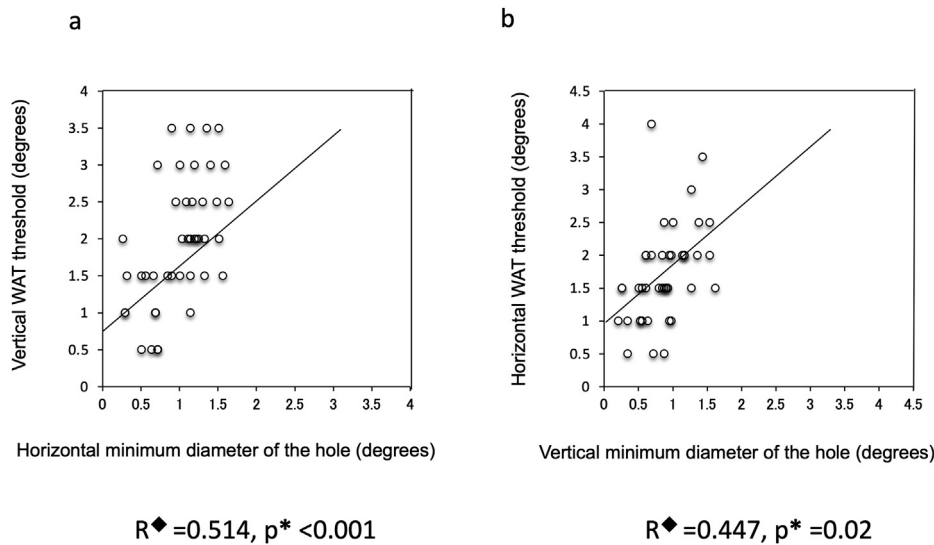 a
Vertical WAT threshold (degrees)
4
3.5
3
2.5
2
1.5
1
0.5
0
0 0.5 1 1.5 2 2.5 3 3.5 4
Horizontal minimum diameter of the hole (degrees)
R◆=0.514, p* <0.001
b
Horizontal WAT threshold (degrees)
4.5
4
3.5
3
2.5
2
1.5
1
0.5
0
0 0.5 1 1.5 2 2.5 3 3.5 4 4.5
Vertical minimum diameter of the hole (degrees)
R◆=0.447, p* =0.02